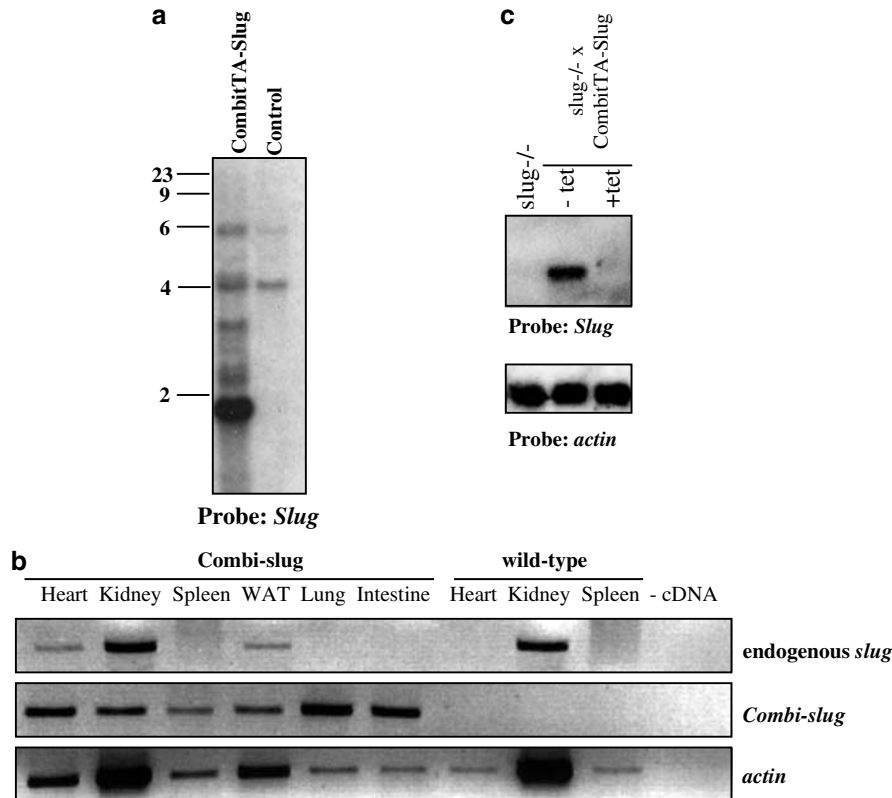 a
CombitTA-Slug
Control
23
9
6
4
2
Probe: Slug
c
slug-/- x
CombitTA-Slug
slug-/-
- tet
+tet
Probe: Slug
Probe: actin
b
Combi-slug wild-type
Heart Kidney Spleen WAT Lung Intestine Heart Kidney Spleen - cDNA
endogenous slug
Combi-slug
actin